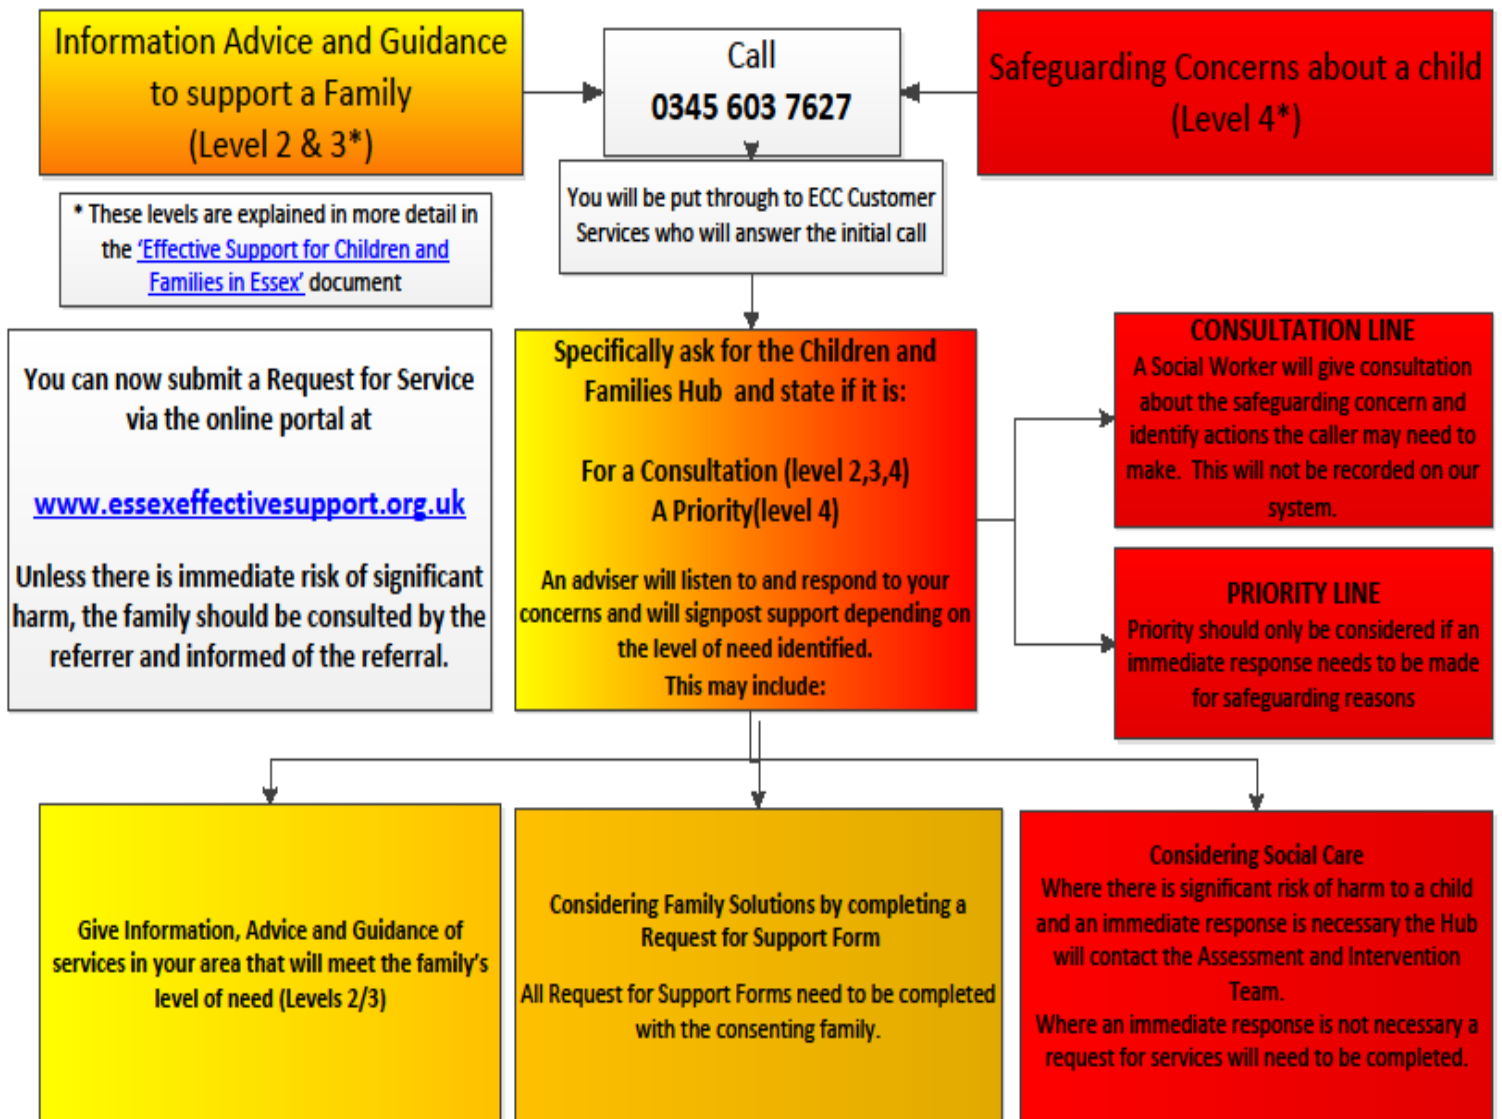 Information Advice and Guidance
to support a Family
(Level 2 & 3*)
Call
0345 603 7627
Safeguarding Concerns about a child
(Level 4*)
* These levels are explained in more detail in
the 'Effective Support for Children and
Families in Essex' document
You will be put through to ECC Customer
Services who will answer the initial call
You can now submit a Request for Service
via the online portal at
www.essexeffectivesupport.org.uk
Unless there is immediate risk of significant
harm, the family should be consulted by the
referrer and informed of the referral.
Specifically ask for the Children and
Families Hub and state if it is:
For a Consultation (level 2,3,4)
A Priority(level 4)
An adviser will listen to and respond to your
concerns and will signpost support depending on
the level of need identified.
This may include:
CONSULTATION LINE
A Social Worker will give consultation
about the safeguarding concern and
identify actions the caller may need to
make. This will not be recorded on our
system.
PRIORITY LINE
Priority should only be considered if an
immediate response needs to be made
for safeguarding reasons
Give Information, Advice and Guidance of
services in your area that will meet the family's
level of need (Levels 2/3)
Considering Family Solutions by completing a
Request for Support Form
All Request for Support Forms need to be completed
with the consenting family.
Considering Social Care
Where there is significant risk of harm to a child
and an immediate response is necessary the Hub
will contact the Assessment and Intervention
Team.
Where an immediate response is not necessary a
request for services will need to be completed.